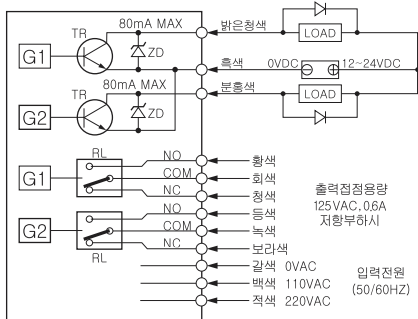 80mA MAX
TR
G1
ZD
밝은청색
LOAD
흑색
0VDC
12~24VDC
80mA MAX
TR
G2
ZD
분홍색
LOAD
G1
RL
NO
황색
COM
회색
NC
청색
G2
RL
NO
등색
COM
녹색
NC
보라색
출력접점용량
125VAC, 0.6A
저항부하시
갈색 0VAC
백색 110VAC
적색 220VAC
입력전원
(50/60HZ)